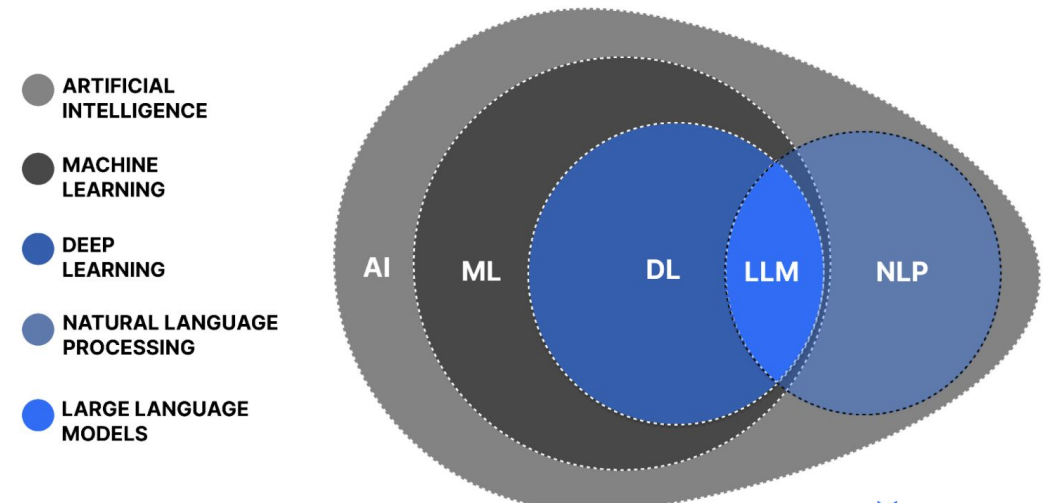 ARTIFICIAL
INTELLIGENCE
MACHINE
LEARNING
DEEP
LEARNING
NATURAL LANGUAGE
PROCESSING
LARGE LANGUAGE
MODELS
AI
ML
DL
LLM
NLP